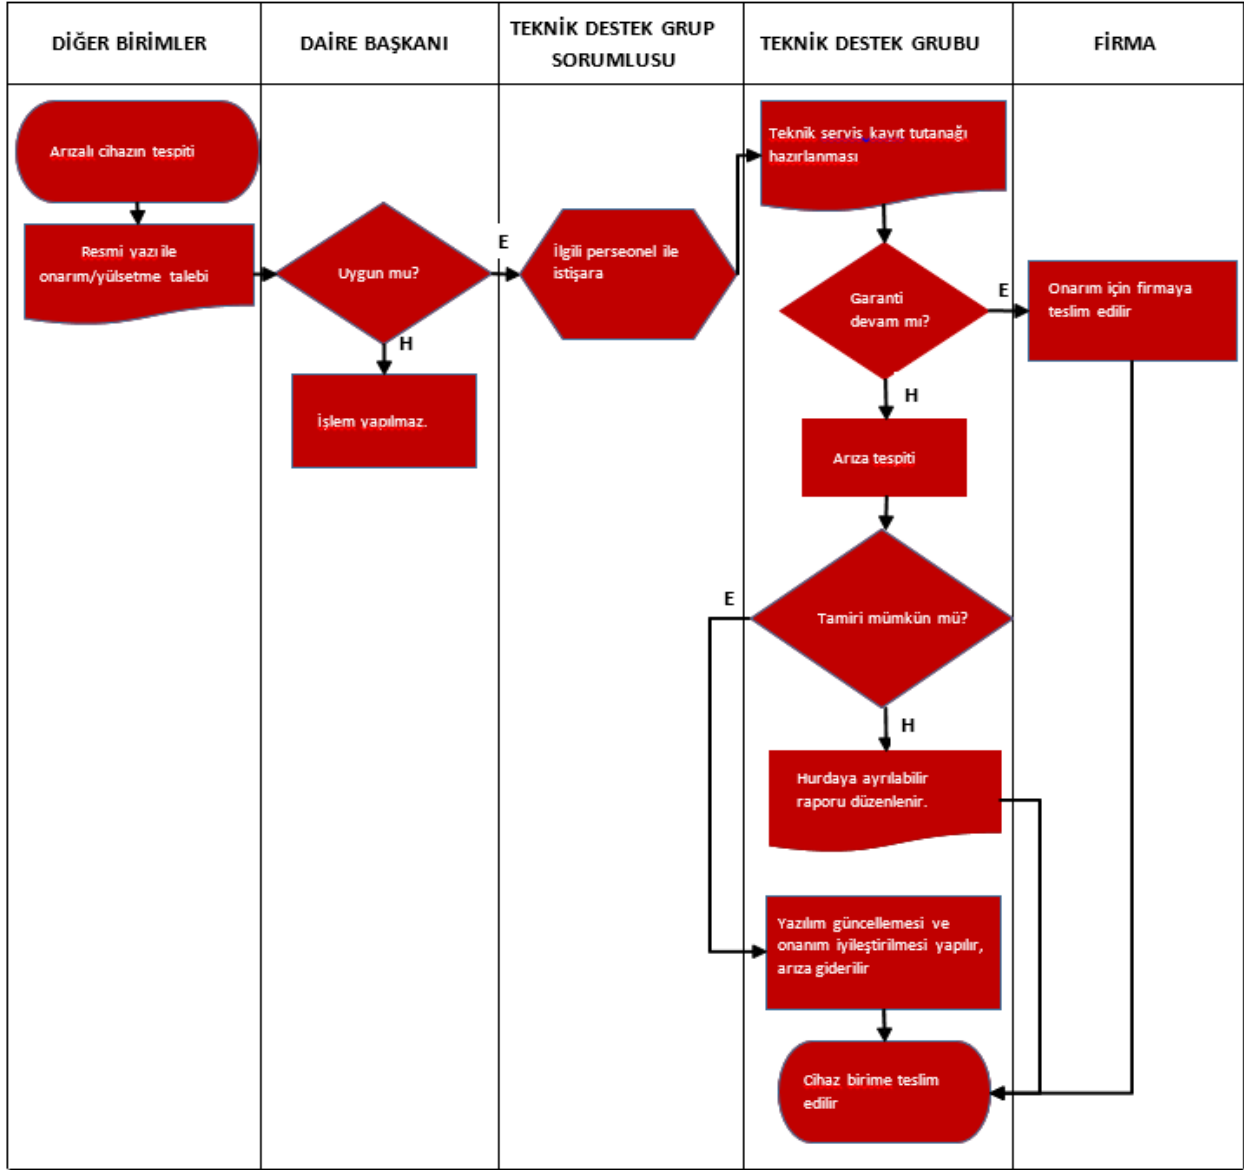 DİĞER BİRİMLER
DAİRE BAŞKANI
TEKNİK DESTEK GRUP
SORUMLUSU
TEKNİK DESTEK GRUBU
FİRMA
Arızalı cihazın tespiti
Resmi yazı ile
onarım/yülsetme talebi
Uygun mu?
E
H
İşlem yapılmaz.
İlgili perseonel ile
istişara
Teknik servis kayıt tutanağı
hazırlanması
Garanti
devam mı?
E
Onarım için firmaya
teslim edilir
H
Arıza tespiti
Tamiri mümkün mü?
E
H
Hurdaya ayrılabilir
raporu düzenlenir.
Yazılım güncellemesi ve
onanım iyileştirilmesi yapılır,
arıza giderilir
Cihaz birime teslim
edilir